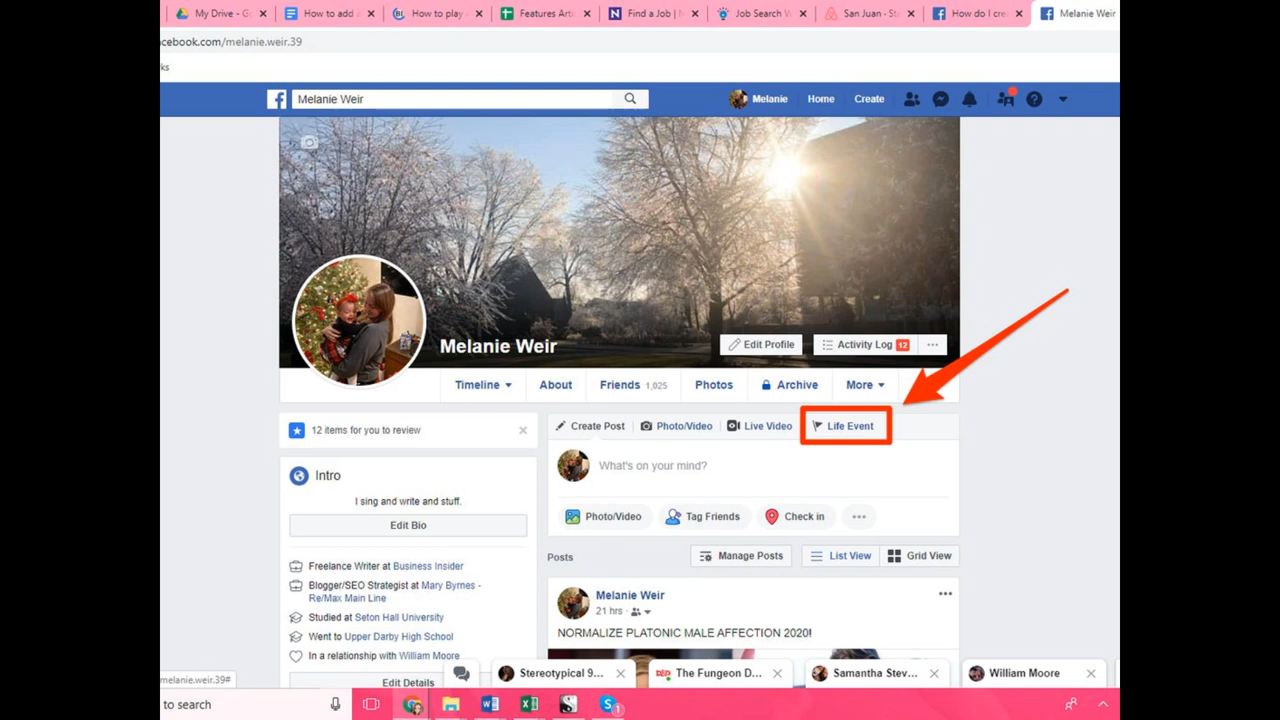 My Drive - Go
How to add a
How to play
Features Arti
Find a Job |
Job Search W
San Juan · Sta
How do I cre
Melanie Weir
acebook.com/melanie.weir.39
ks
Melanie Weir
Melanie Home Create
Melanie Weir
Edit Profile
Activity Log 12
Timeline About Friends 1,025 Photos Archive More
12 items for you to review
Create Post Photo/Video Live Video Life Event
What's on your mind?
Intro
I sing and write and stuff.
Edit Bio
Photo/Video Tag Friends Check in
Posts Manage Posts List View Grid View
Freelance Writer at Business Insider
Blogger/SEO Strategist at Mary Byrnes -
Re/Max Main Line
Studied at Seton Hall University
Went to Upper Darby High School
In a relationship with William Moore
Edit Details
Melanie Weir
21 hrs ·
NORMALIZE PLATONIC MALE AFFECTION 2020!
melanie.weir.39#
Stereotypical 9...
The Fungeon D...
Samantha Stev...
William Moore
to search
1